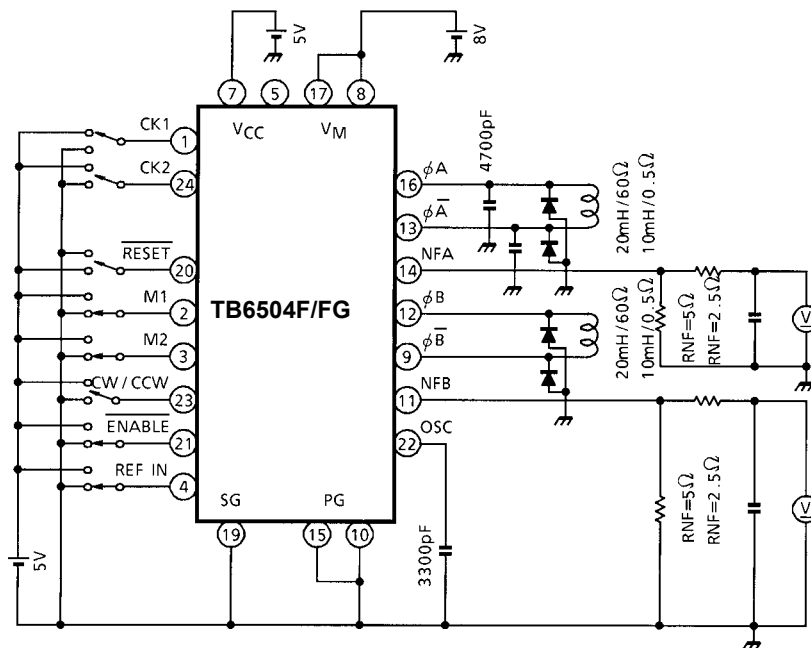 5V
8V
7
5
17
8
VCC
VM
CK1
1
CK2
24
RESET
20
M1
2
M2
3
CW / CCW
23
ENABLE
21
REF IN
4
TB6504F/FG
SG
PG
19
15
10
5V
16
φA
13
φA̅
14
NFA
12
φB
9
φB̅
11
NFB
22
OSC
4700pF
20mH/60Ω
10mH/0.5Ω
20mH/60Ω
10mH/0.5Ω
RNF=5Ω
RNF=2.5Ω
V
RNF=5Ω
RNF=2.5Ω
V
3300pF